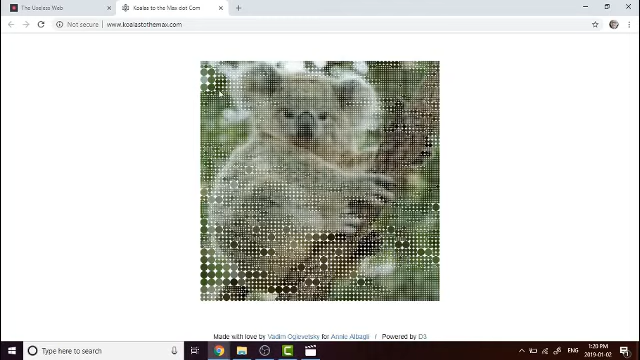 The Useless Web
Koalas to the Max dot Com
Not secure | www.koalastothemax.com
Made with love by Vadim Ogievetsky for Annie Albagli / Powered by D3
Type here to search
ENG
1:20 PM
2019-01-02